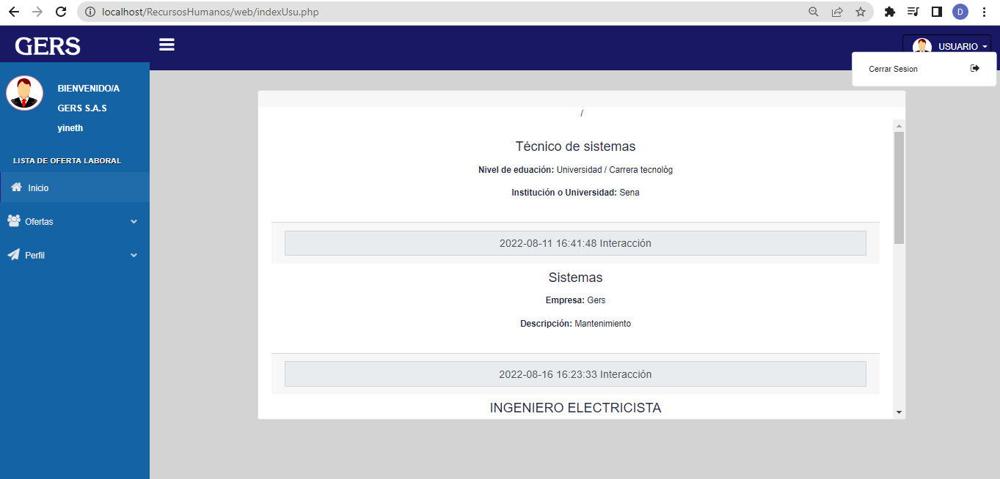 localhost/RecursosHumanos/web/indexUsu.php
D
GERS
USUARIO
Cerrar Sesion
BIENVENIDO/A
GERS S.A.S
yineth
LISTA DE OFERTA LABORAL
Inicio
Ofertas
Perfil
/
Técnico de sistemas
Nivel de eduación: Universidad / Carrera tecnológ
Institución o Universidad: Sena
2022-08-11 16:41:48 Interacción
Sistemas
Empresa: Gers
Descripción: Mantenimiento
2022-08-16 16:23:33 Interacción
INGENIERO ELECTRICISTA